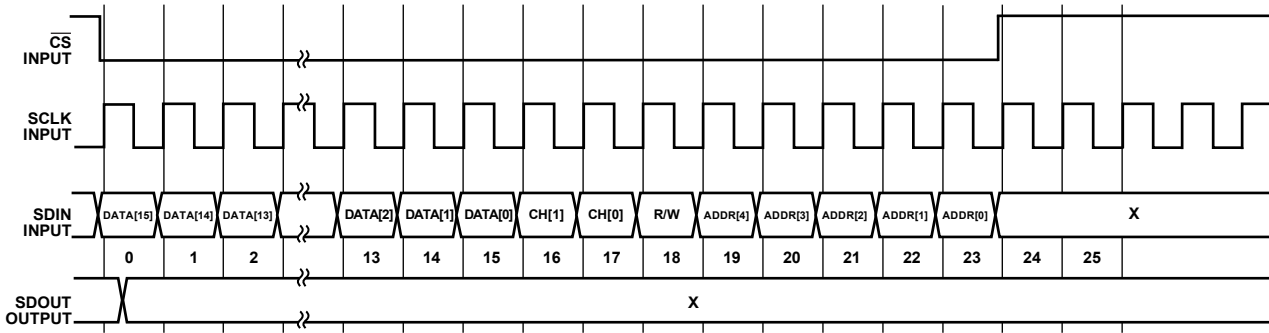 CS
INPUT
SCLK
INPUT
SDIN
INPUT
DATA[15] DATA[14] DATA[13] DATA[2] DATA[1] DATA[0] CH[1] CH[0] R/W ADDR[4] ADDR[3] ADDR[2] ADDR[1] ADDR[0] X
0 1 2 13 14 15 16 17 18 19 20 21 22 23 24 25
SDOUT
OUTPUT
X